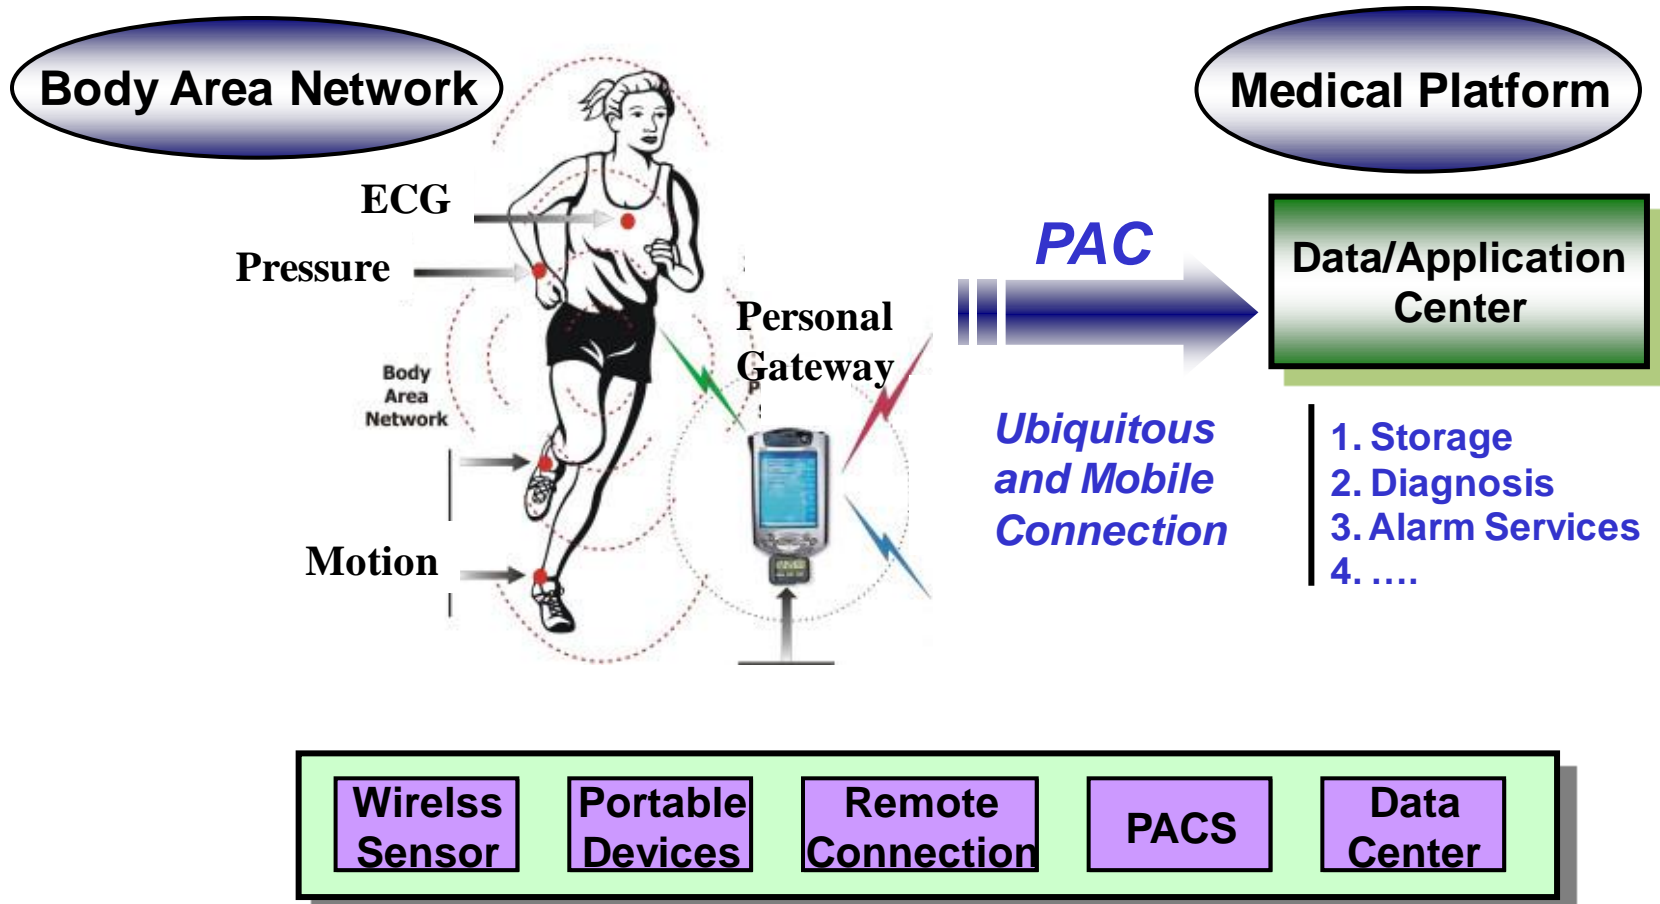 Body Area Network
Medical Platform
ECG
Pressure
PAC
Data/Application
Center
Personal
Gateway
Body
Area
Network
Ubiquitous
and Mobile
Connection
1. Storage
2. Diagnosis
3. Alarm Services
4. ....
Motion
Wirelss
Sensor
Portable
Devices
Remote
Connection
PACS
Data
Center